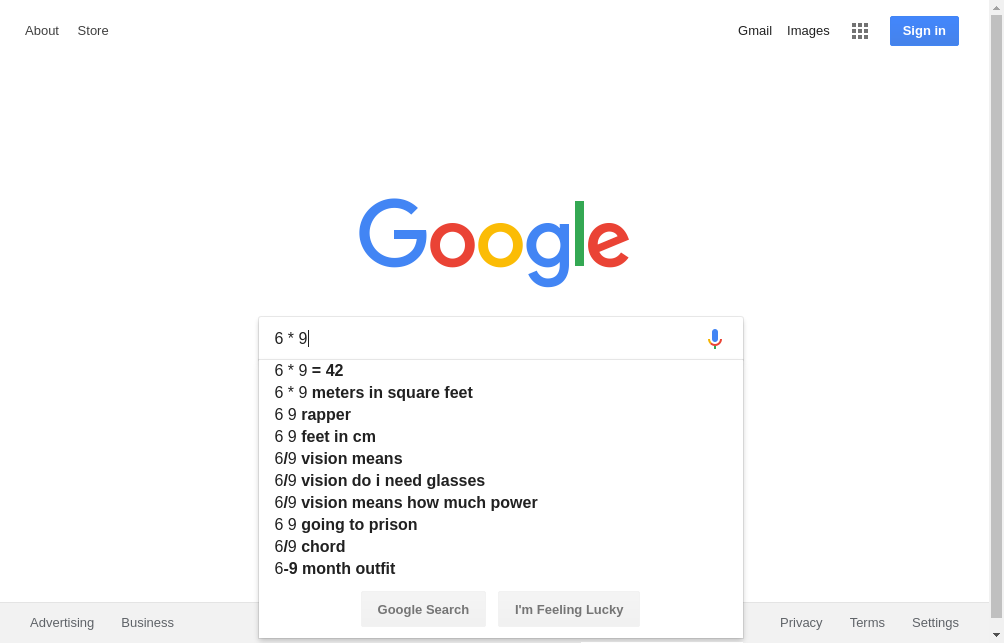 About Store Gmail Images Sign in
Google
6 * 9
6 * 9 = 42
6 * 9 meters in square feet
6 9 rapper
6 9 feet in cm
6/9 vision means
6/9 vision do i need glasses
6/9 vision means how much power
6 9 going to prison
6/9 chord
6-9 month outfit
Google Search I'm Feeling Lucky
Advertising Business Privacy Terms Settings